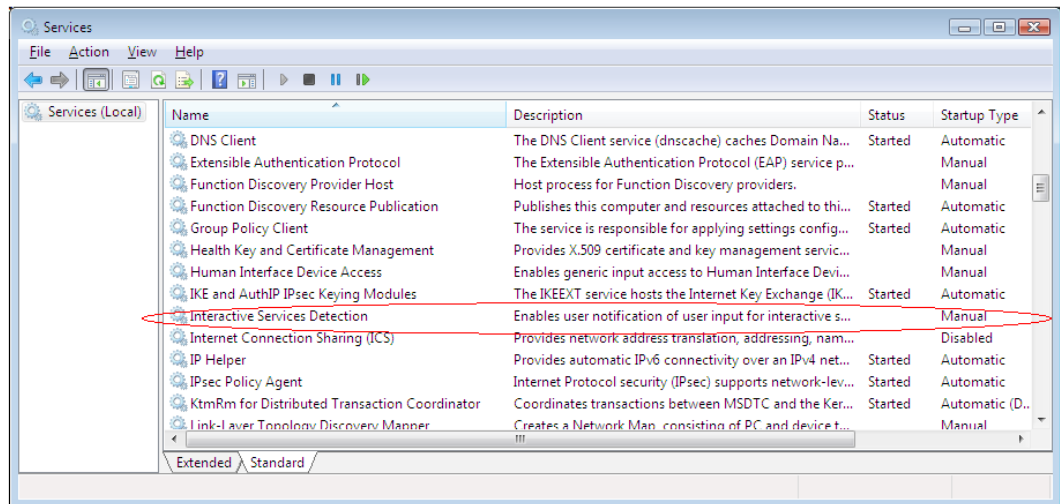 Services
File Action View Help
Services (Local)
Name Description Status Startup Type
DNS Client The DNS Client service (dnscache) caches Domain Na... Started Automatic
Extensible Authentication Protocol The Extensible Authentication Protocol (EAP) service p... Manual
Function Discovery Provider Host Host process for Function Discovery providers. Manual
Function Discovery Resource Publication Publishes this computer and resources attached to thi... Started Automatic
Group Policy Client The service is responsible for applying settings config... Started Automatic
Health Key and Certificate Management Provides X.509 certificate and key management servic... Manual
Human Interface Device Access Enables generic input access to Human Interface Devi... Manual
IKE and AuthIP IPsec Keying Modules The IKEEXT service hosts the Internet Key Exchange (IK... Started Automatic
Interactive Services Detection Enables user notification of user input for interactive s... Manual
Internet Connection Sharing (ICS) Provides network address translation, addressing, nam... Disabled
IP Helper Provides automatic IPv6 connectivity over an IPv4 net... Started Automatic
IPsec Policy Agent Internet Protocol security (IPsec) supports network-lev... Started Automatic
KtmRm for Distributed Transaction Coordinator Coordinates transactions between MSDTC and the Ker... Started Automatic (D...
Link-Layer Topology Discovery Mapper Creates a Network Map, consisting of PC and device t... Manual
Extended Standard